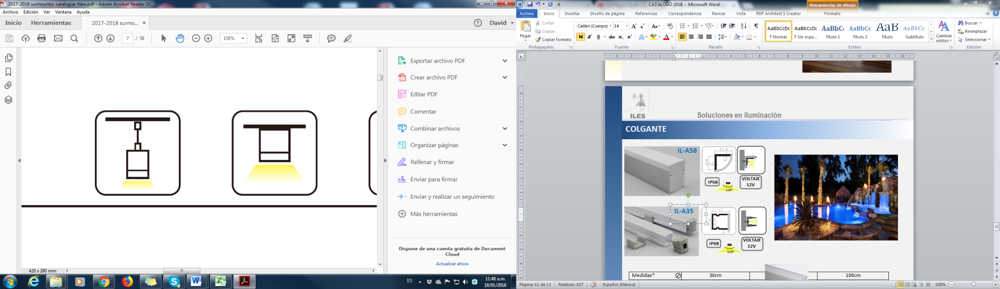 2017-2018 surmountor catalogue-New.pdf - Adobe Acrobat Reader DC
Archivo Edición Ver Ventana Ayuda
Inicio Herramientas 2017-2018 surmo... × David
7 / 58 150%
Exportar archivo PDF
Crear archivo PDF
Editar PDF
Comentar
Combinar archivos
Organizar páginas
Rellenar y firmar
Enviar para firmar
Enviar y realizar un seguimiento
Más herramientas
Dispone de una cuenta gratuita de Document
Cloud
Actualizar ahora
420 x 280 mm
ES 11:48 a.m.
18/01/2018
CATALOGO 2018 - Microsoft Word
Herramientas de dibujo
Archivo Inicio Insertar Diseño de página Referencias Correspondencia Revisar Vista PDF Architect 5 Creator Formato
Pegar
Cortar
Copiar
Copiar formato
Portapapeles
Calibri (Cuerpo) 14
N K S abc x₂ x²
Fuente
Párrafo
AaBbCcDc AaBbCcDc AaBbC AaBbCc AaB AaBbCc.
¶ Normal ¶ Sin espa... Título 1 Título 2 Título Subtítulo
Cambiar
estilos
Estilos
Buscar
Reemplazar
Seleccionar
Edición
ILES
Soluciones en iluminación
COLGANTE
IL-A58
11.4
IP68
120°
VOLTAJE
12V
IL-A35
17
IP68
120°
VOLTAJE
12V
Medidas* 30cm 100cm
Página: 11 de 12 Palabras: 827 Español (México) 100%